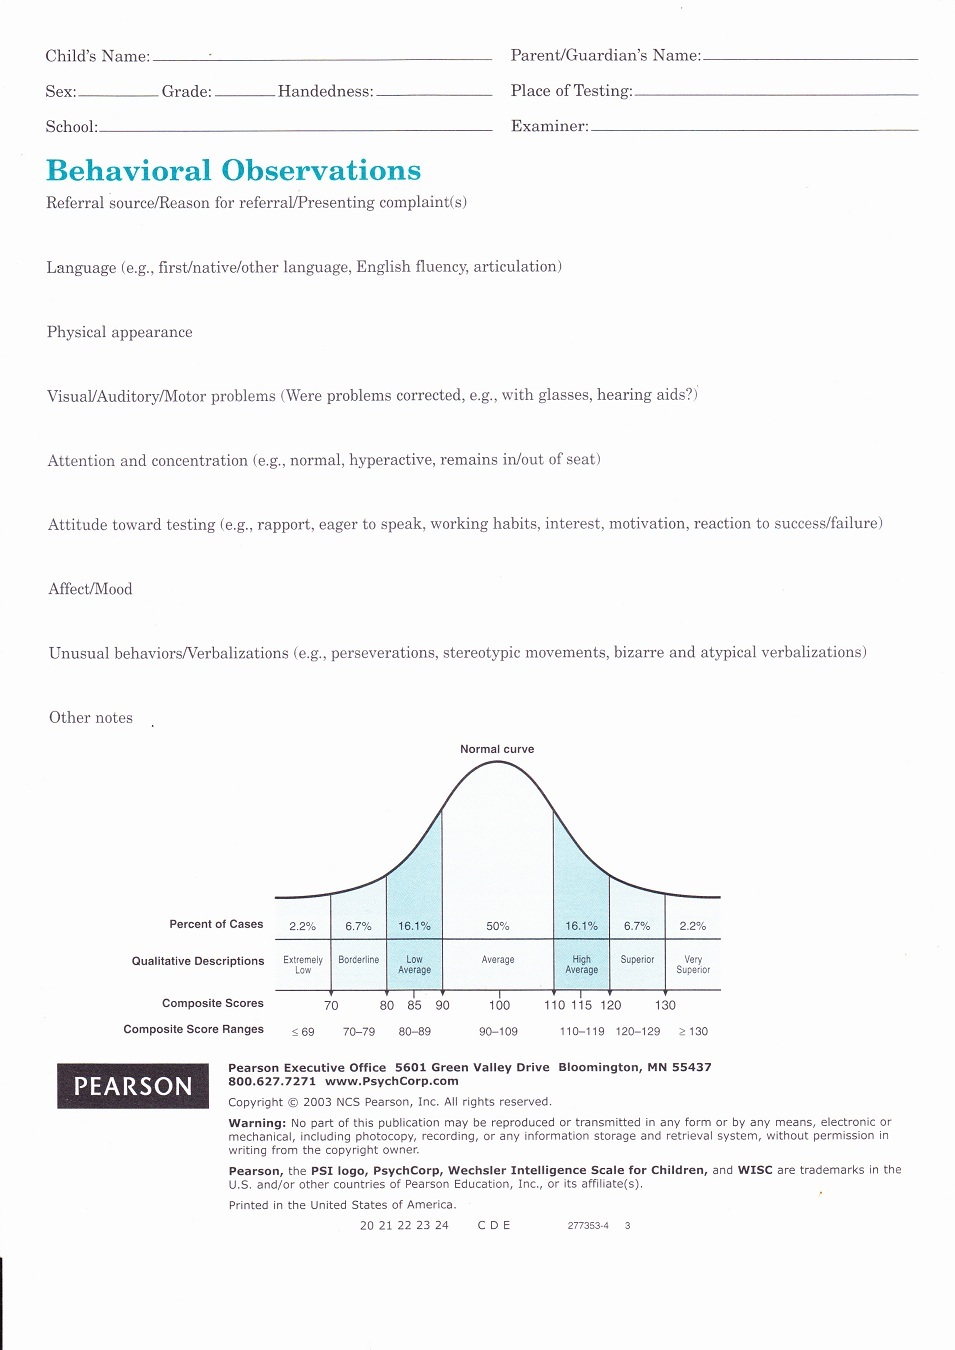 Child's Name: Parent/Guardian's Name:
Sex: Grade: Handedness: Place of Testing:
School: Examiner:
Behavioral Observations
Referral source/Reason for referral/Presenting complaint(s)
Language (e.g., first/native/other language, English fluency, articulation)
Physical appearance
Visual/Auditory/Motor problems (Were problems corrected, e.g., with glasses, hearing aids?)
Attention and concentration (e.g., normal, hyperactive, remains in/out of seat)
Attitude toward testing (e.g., rapport, eager to speak, working habits, interest, motivation, reaction to success/failure)
Affect/Mood
Unusual behaviors/Verbalizations (e.g., perseverations, stereotypic movements, bizarre and atypical verbalizations)
Other notes
Normal curve
Percent of Cases 2.2% 6.7% 16.1% 50% 16.1% 6.7% 2.2%
Qualitative Descriptions Extremely Low Borderline Low Average Average High Average Superior Very Superior
Composite Scores 70 80 85 90 100 110 115 120 130
Composite Score Ranges ≤ 69 70–79 80–89 90–109 110–119 120–129 ≥ 130
PEARSON
Pearson Executive Office 5601 Green Valley Drive Bloomington, MN 55437
800.627.7271 www.PsychCorp.com
Copyright © 2003 NCS Pearson, Inc. All rights reserved.
Warning: No part of this publication may be reproduced or transmitted in any form or by any means, electronic or
mechanical, including photocopy, recording, or any information storage and retrieval system, without permission in
writing from the copyright owner.
Pearson, the PSI logo, PsychCorp, Wechsler Intelligence Scale for Children, and WISC are trademarks in the
U.S. and/or other countries of Pearson Education, Inc., or its affiliate(s).
Printed in the United States of America.
20 21 22 23 24 C D E 277353-4 3